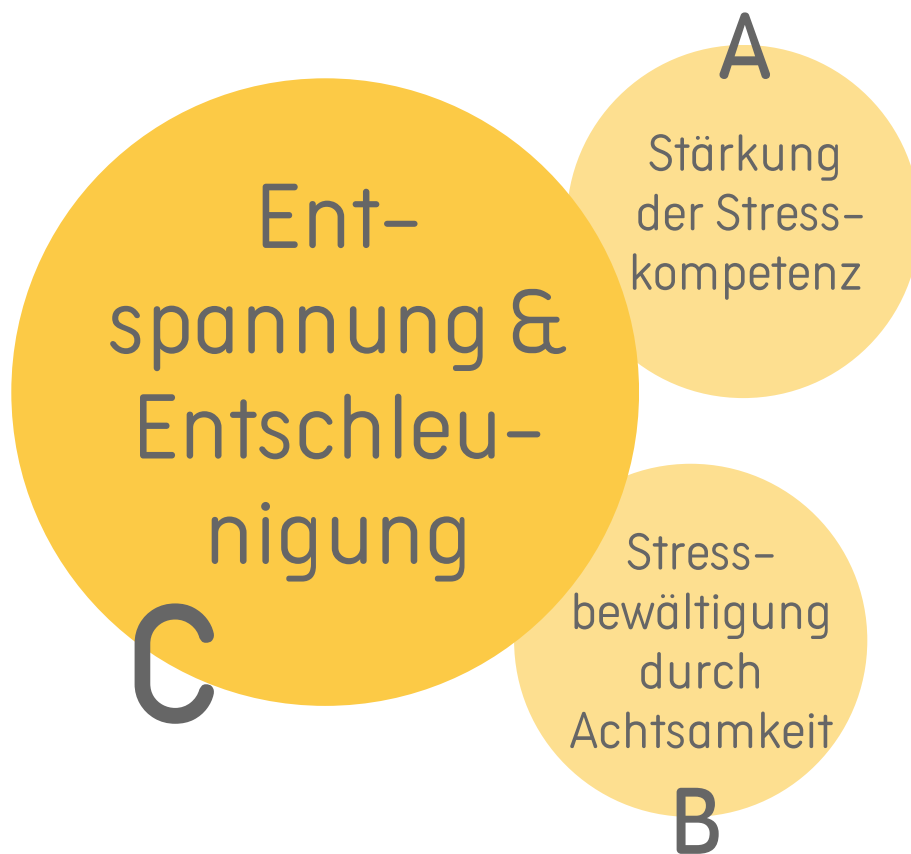 A
Stärkung
der Stress-
kompetenz
Ent-
spannung &
Entschleu-
nigung
C
Stress-
bewältigung
durch
Achtsamkeit
B